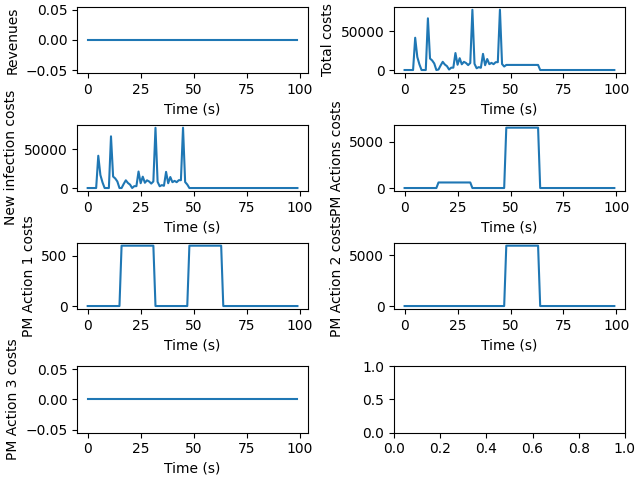 Revenues
0.05
0.00
−0.05
0 25 50 75 100
Time (s)
Total costs
50000
0
0 25 50 75 100
Time (s)
New infection costs
50000
0
0 25 50 75 100
Time (s)
PM Actions costs
5000
0
0 25 50 75 100
Time (s)
PM Action 1 costs
500
0
0 25 50 75 100
Time (s)
PM Action 2 costs
5000
0
0 25 50 75 100
Time (s)
PM Action 3 costs
0.05
0.00
−0.05
0 25 50 75 100
Time (s)
1.0
0.5
0.0
0.0 0.2 0.4 0.6 0.8 1.0